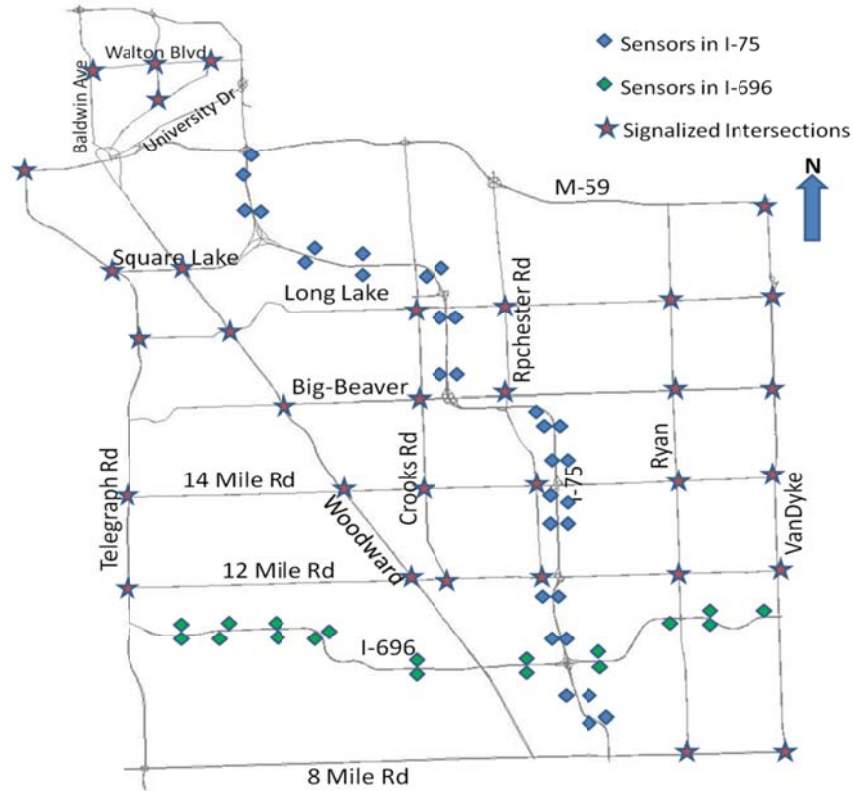 Walton Blvd
Baldwin Ave
University Dr
Sensors in I-75
Sensors in I-696
Signalized Intersections
N
M-59
Square Lake
Long Lake
Rpchester Rd
Big-Beaver
Telegraph Rd
14 Mile Rd
Woodward
Crooks Rd
I-75
Ryan
VanDyke
12 Mile Rd
I-696
8 Mile Rd